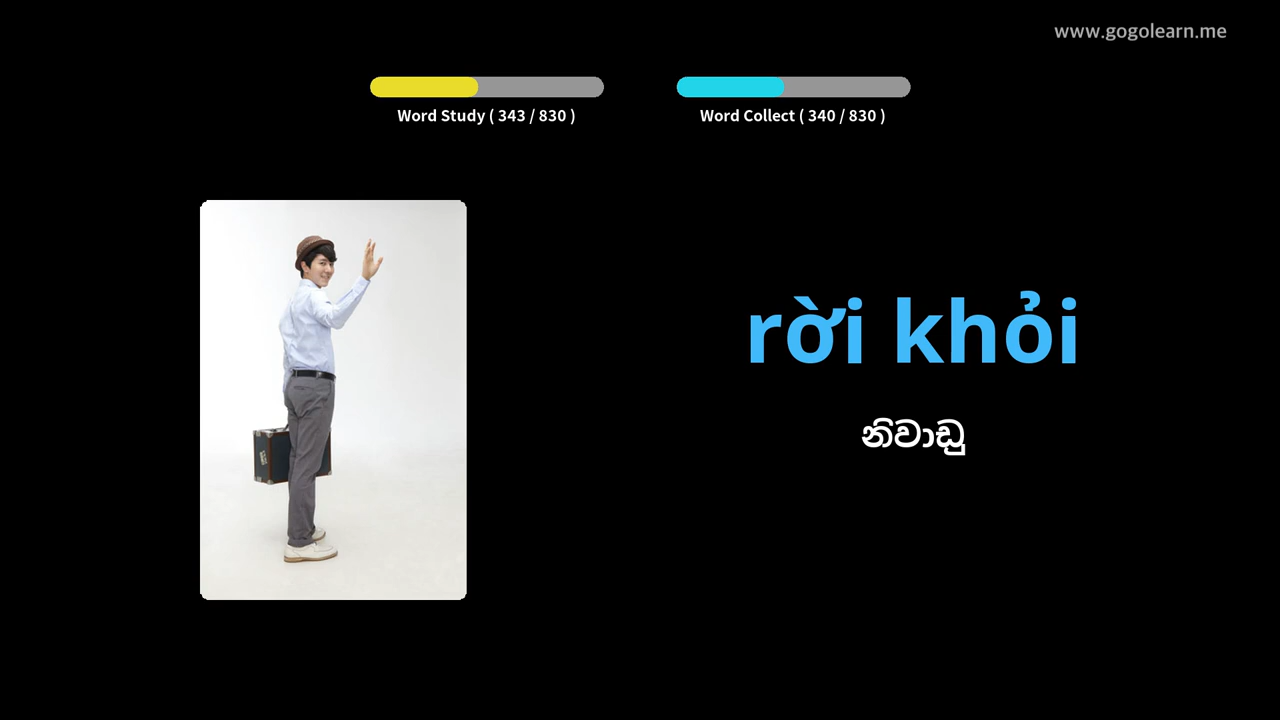 www.gogolearn.me
Word Study ( 343 / 830 )
Word Collect ( 340 / 830 )
rời khỏi
නිවාඩු